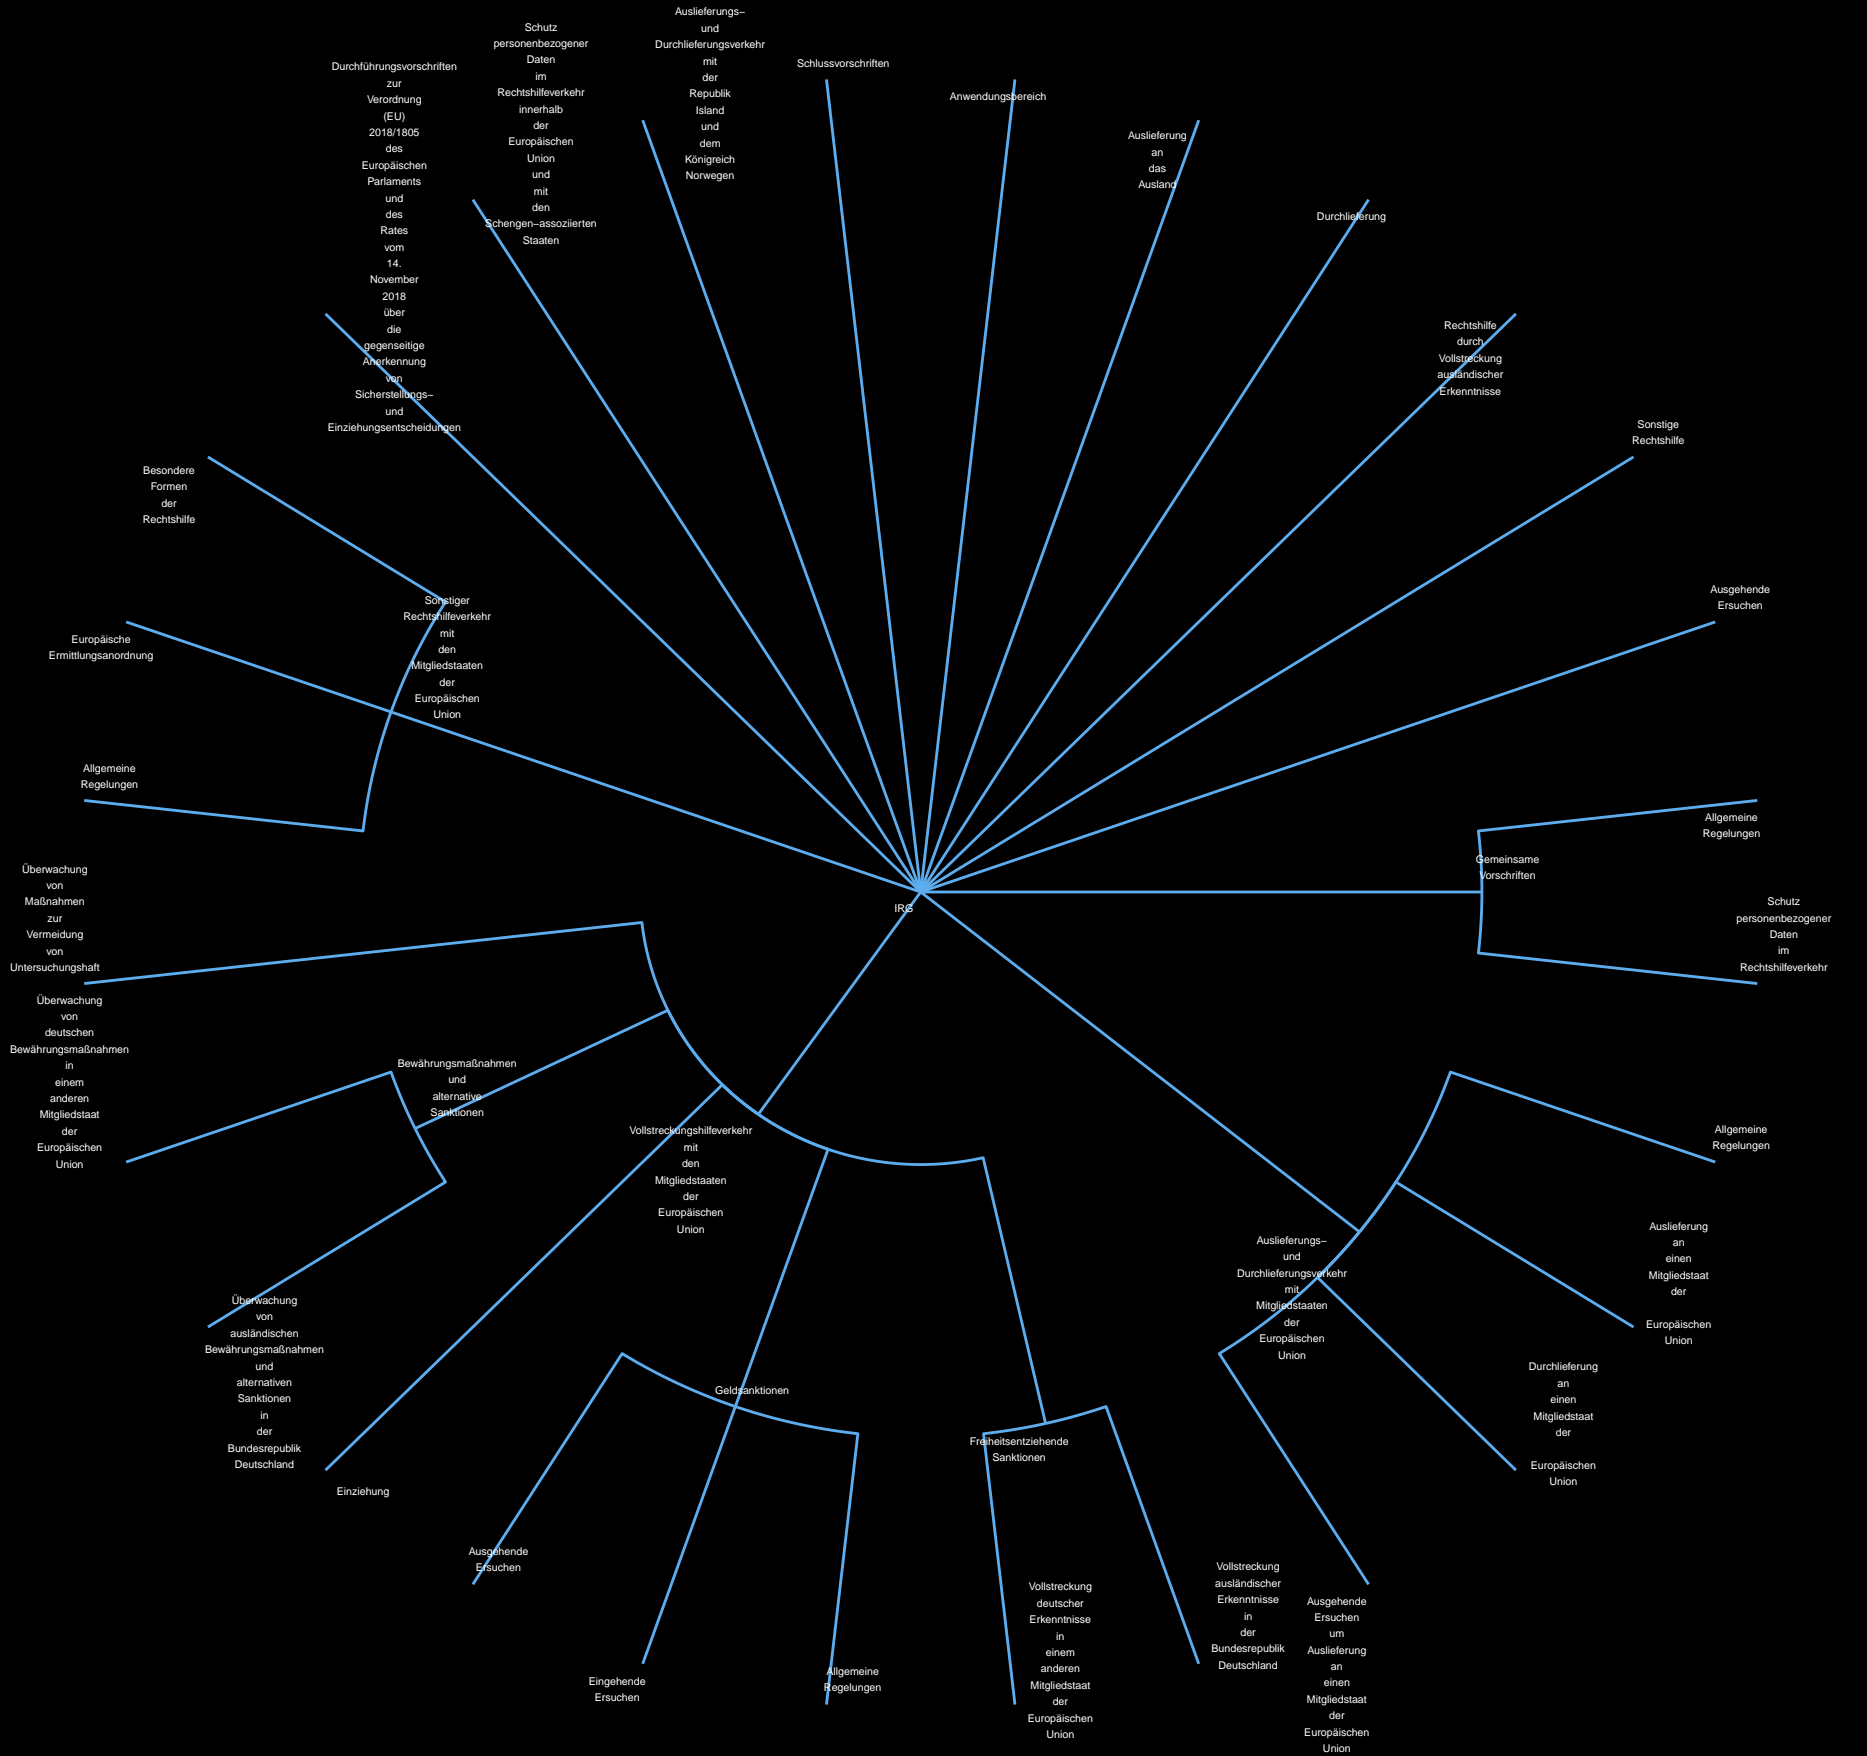 Auslieferungs–
und
Durchlieferungsverkehr
mit
der
Republik
Island
und
dem
Königreich
Norwegen
Schutz
personenbezogener
Daten
im
Rechtshilfeverkehr
innerhalb
der
Europäischen
Union
und
mit
den
Schengen–assoziierten
Staaten
Durchführungsvorschriften
zur
Verordnung
(EU)
2018/1805
des
Europäischen
Parlaments
und
des
Rates
vom
14.
November
2018
über
die
gegenseitige
Anerkennung
von
Sicherstellungs–
und
Einziehungsentscheidungen
Schlussvorschriften
Anwendungsbereich
Auslieferung
an
das
Ausland
Durchlieferung
Rechtshilfe
durch
Vollstreckung
ausländischer
Erkenntnisse
Sonstige
Rechtshilfe
Ausgehende
Ersuchen
Besondere
Formen
der
Rechtshilfe
Sonstiger
Rechtshilfeverkehr
mit
den
Mitgliedstaaten
der
Europäischen
Union
Europäische
Ermittlungsanordnung
Allgemeine
Regelungen
Allgemeine
Regelungen
Gemeinsame
Vorschriften
Schutz
personenbezogener
Daten
im
Rechtshilfeverkehr
IRG
Überwachung
von
Maßnahmen
zur
Vermeidung
von
Untersuchungshaft
Überwachung
von
deutschen
Bewährungsmaßnahmen
in
einem
anderen
Mitgliedstaat
der
Europäischen
Union
Bewährungsmaßnahmen
und
alternative
Sanktionen
Vollstreckungshilfeverkehr
mit
den
Mitgliedstaaten
der
Europäischen
Union
Allgemeine
Regelungen
Auslieferung
an
einen
Mitgliedstaat
der
Europäischen
Union
Auslieferungs–
und
Durchlieferungsverkehr
mit
Mitgliedstaaten
der
Europäischen
Union
Durchlieferung
an
einen
Mitgliedstaat
der
Europäischen
Union
Überwachung
von
ausländischen
Bewährungsmaßnahmen
und
alternativen
Sanktionen
in
der
Bundesrepublik
Deutschland
Einziehung
Geldsanktionen
Freiheitsentziehende
Sanktionen
Ausgehende
Ersuchen
Eingehende
Ersuchen
Allgemeine
Regelungen
Vollstreckung
deutscher
Erkenntnisse
in
einem
anderen
Mitgliedstaat
der
Europäischen
Union
Vollstreckung
ausländischer
Erkenntnisse
in
der
Bundesrepublik
Deutschland
Ausgehende
Ersuchen
um
Auslieferung
an
einen
Mitgliedstaat
der
Europäischen
Union